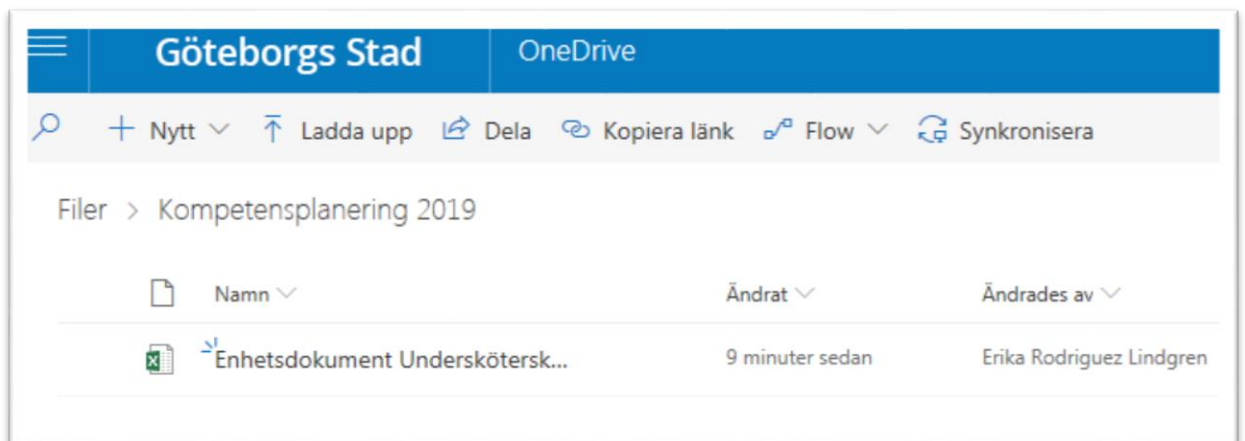 Göteborgs Stad OneDrive
Nytt Ladda upp Dela Kopiera länk Flow Synkronisera
Filer > Kompetensplanering 2019
Namn Ändrat Ändrades av
Enhetsdokument Underskötersk... 9 minuter sedan Erika Rodriguez Lindgren